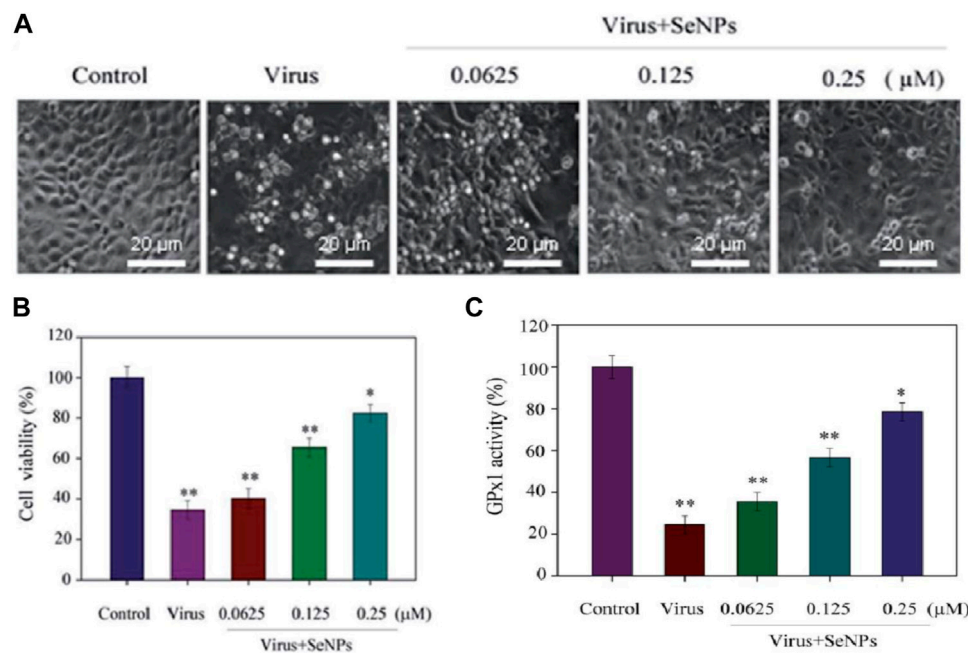 A
Virus+SeNPs
Control Virus 0.0625 0.125 0.25 ( μM)
20 μm 20 μm 20 μm 20 μm 20 μm
B
120
100
80
60
40
20
0
Cell viability (%)
** ** ** *
Control Virus 0.0625 0.125 0.25 (μM)
Virus+SeNPs
C
120
100
80
60
40
20
0
GPx1 activity (%)
** ** ** *
Control Virus 0.0625 0.125 0.25 (μM)
Virus+SeNPs